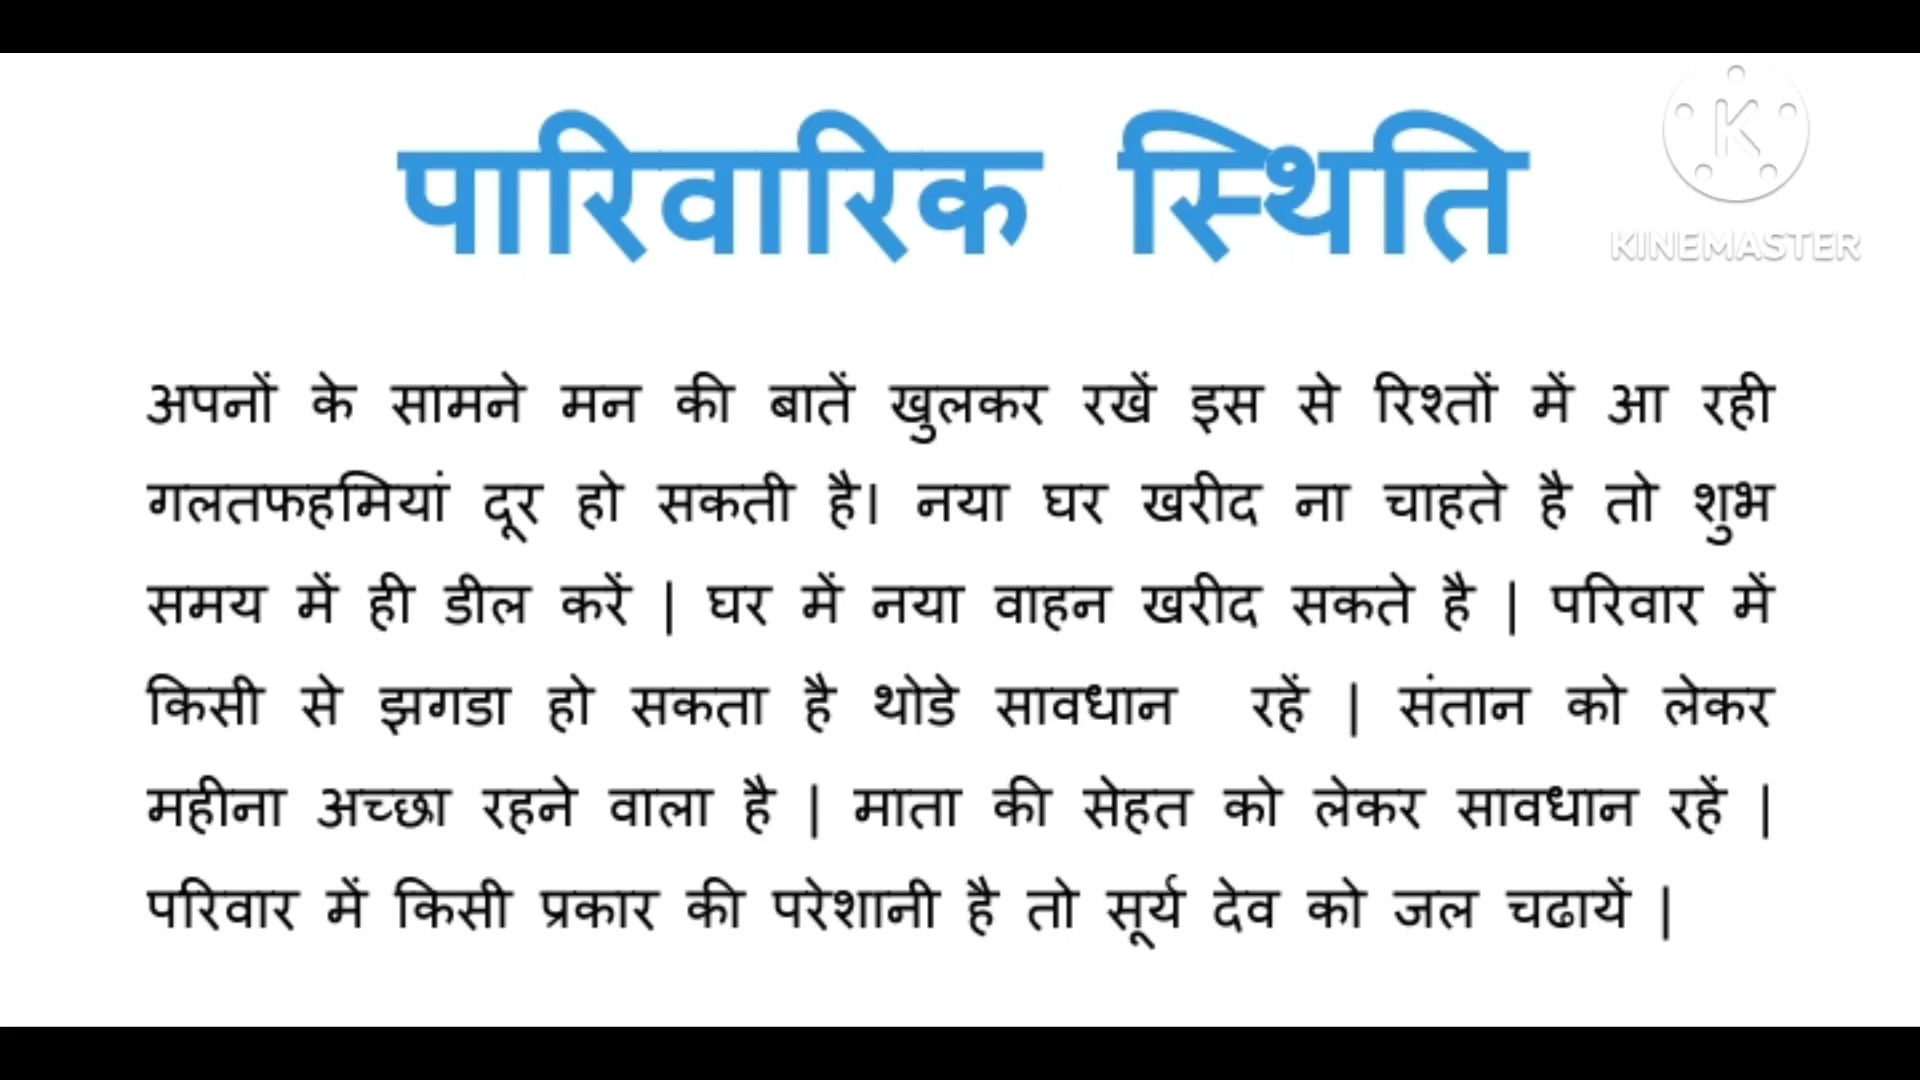 पारिवारिक स्थिति
KINEMASTER
अपनों के सामने मन की बातें खुलकर रखें इस से रिश्तों में आ रही
गलतफहमियां दूर हो सकती है। नया घर खरीद ना चाहते है तो शुभ
समय में ही डील करें | घर में नया वाहन खरीद सकते है | परिवार में
किसी से झगडा हो सकता है थोडे सावधान रहें | संतान को लेकर
महीना अच्छा रहने वाला है | माता की सेहत को लेकर सावधान रहें |
परिवार में किसी प्रकार की परेशानी है तो सूर्य देव को जल चढायें |